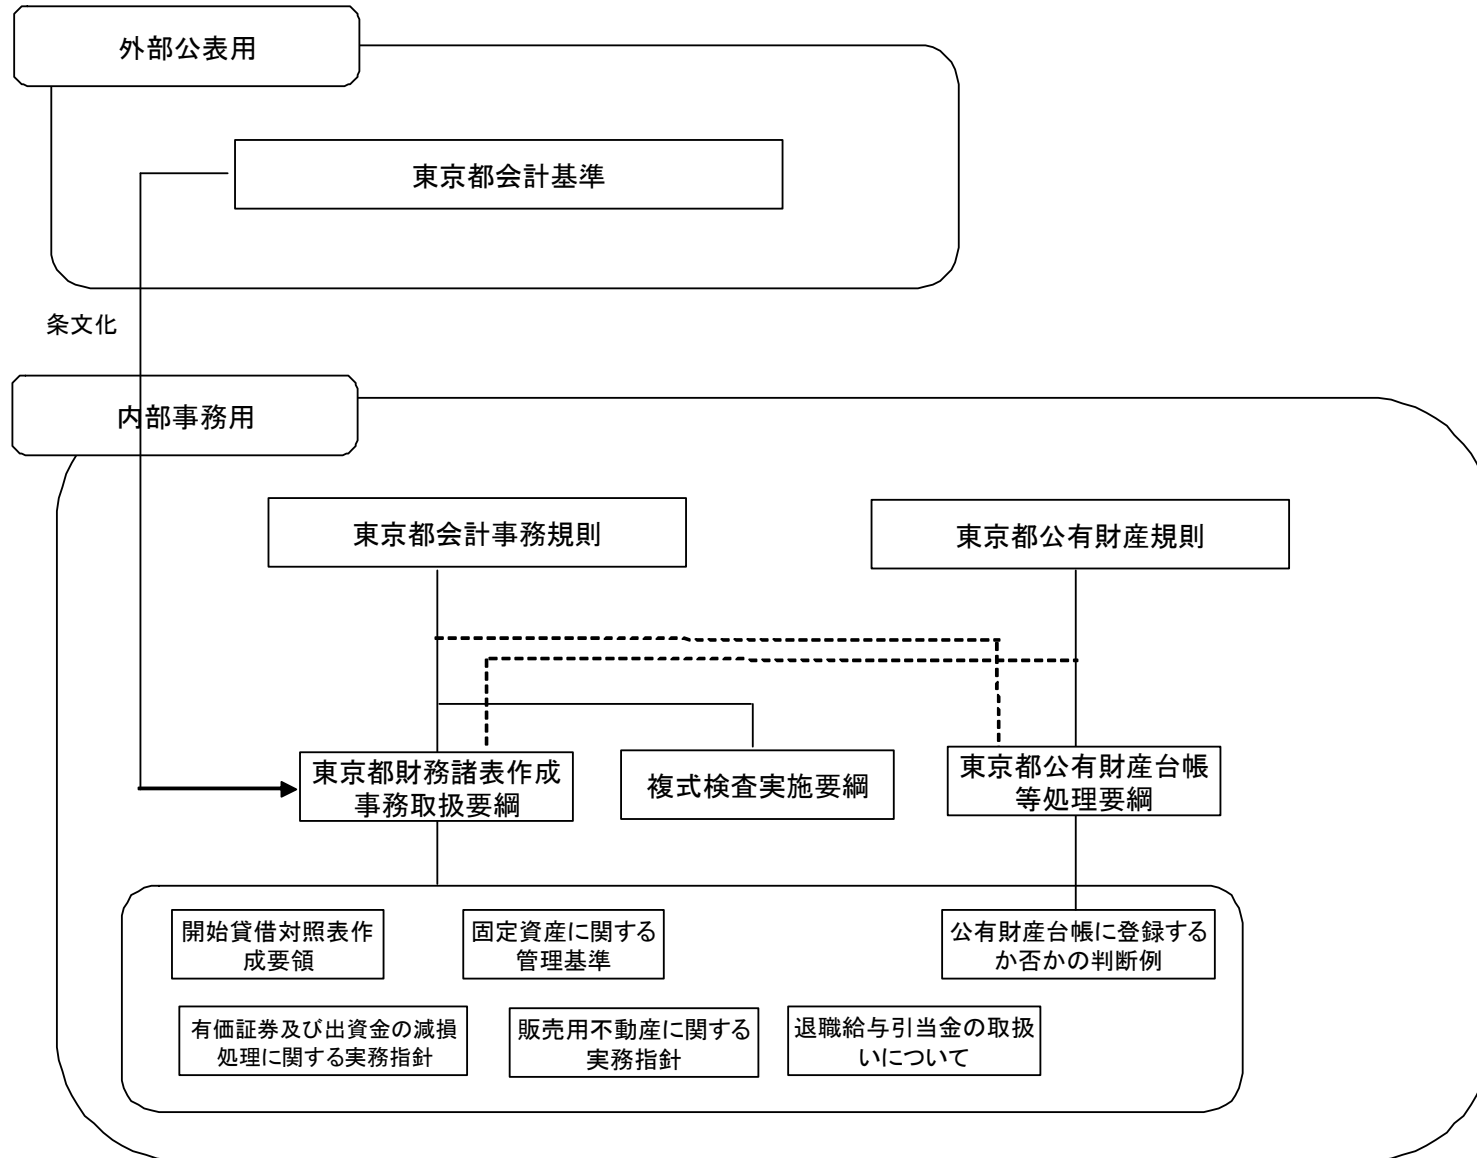 外部公表用
東京都会計基準
条文化
内部事務用
東京都会計事務規則
東京都公有財産規則
東京都財務諸表作成
事務取扱要綱
複式検査実施要綱
東京都公有財産台帳
等処理要綱
開始貸借対照表作
成要領
固定資産に関する
管理基準
公有財産台帳に登録する
か否かの判断例
有価証券及び出資金の減損
処理に関する実務指針
販売用不動産に関する
実務指針
退職給与引当金の取扱
いについて